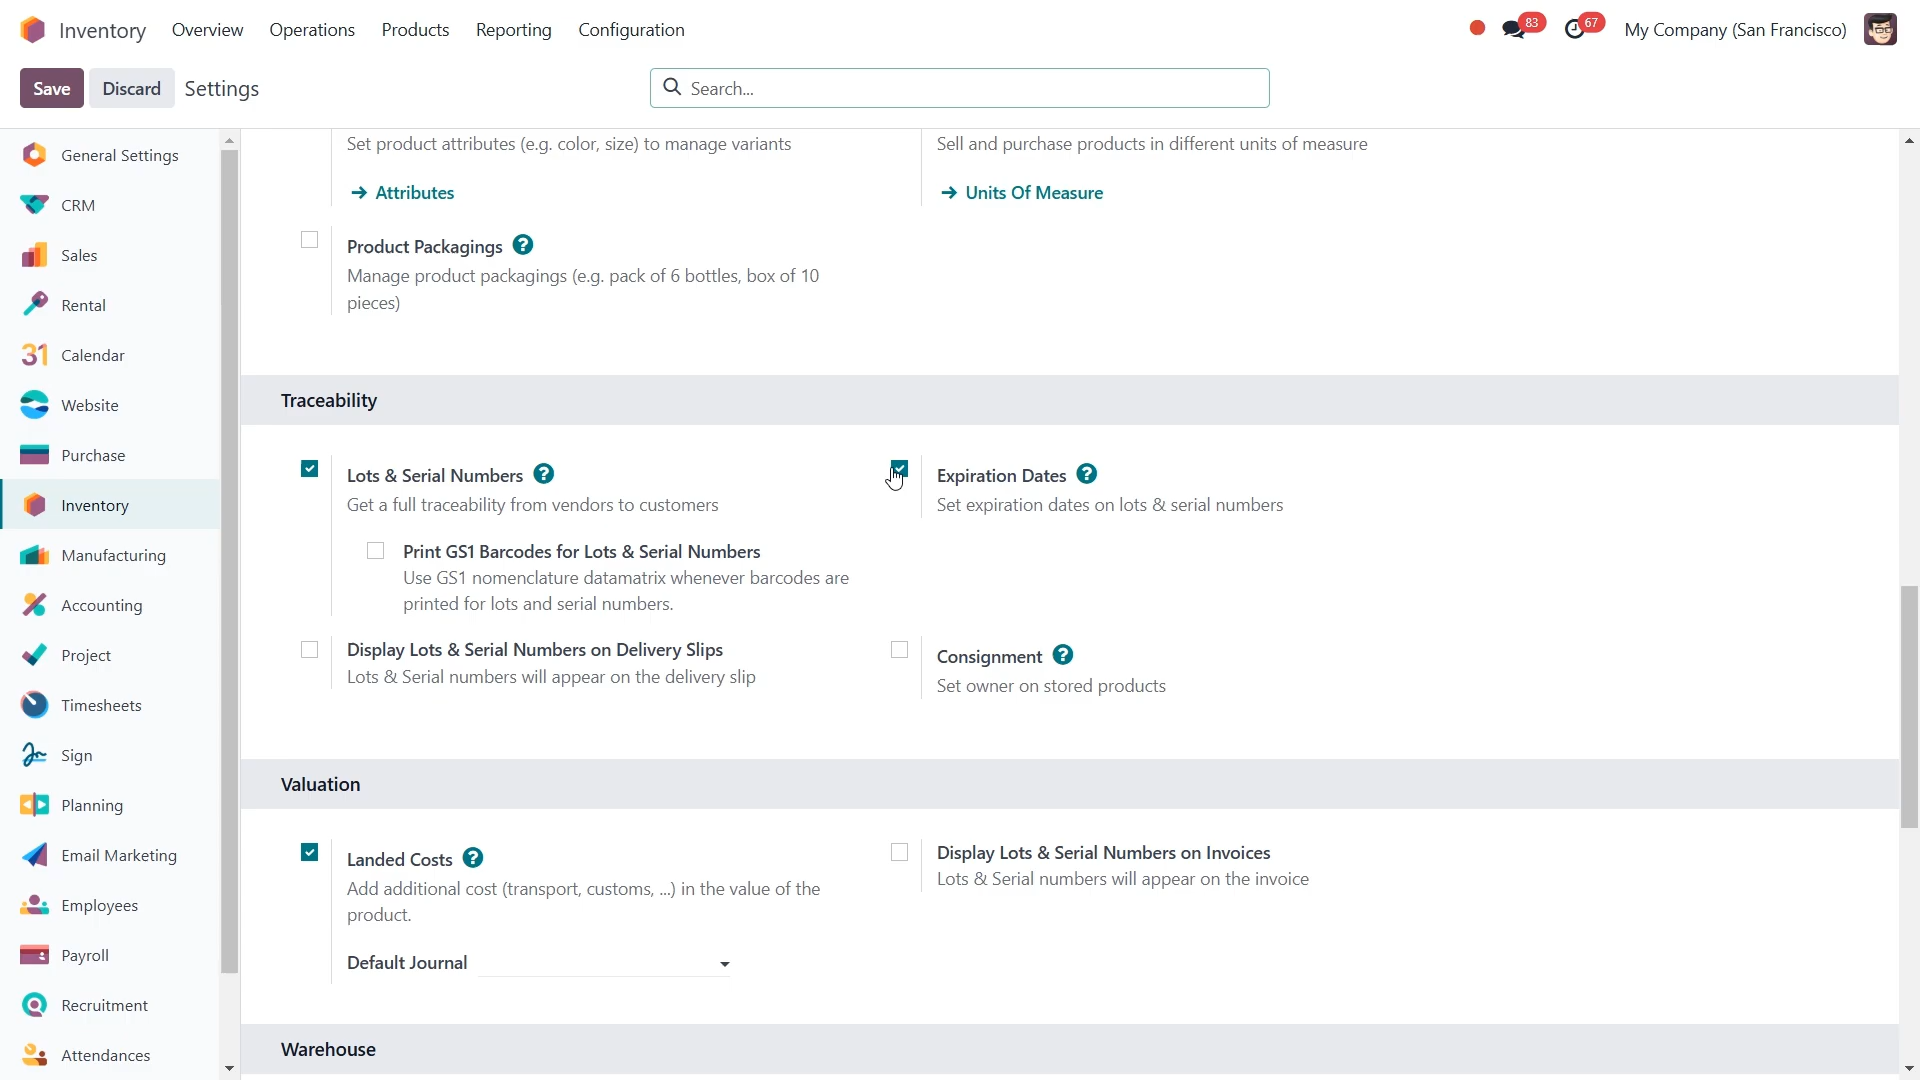 Inventory Overview Operations Products Reporting Configuration 83 67 My Company (San Francisco)
Save Discard Settings Search...
General Settings
CRM
Sales
Rental
31 Calendar
Website
Purchase
Inventory
Manufacturing
Accounting
Project
Timesheets
Sign
Planning
Email Marketing
Employees
Payroll
Recruitment
Attendances
Set product attributes (e.g. color, size) to manage variants
→ Attributes
Sell and purchase products in different units of measure
→ Units Of Measure
Product Packagings ?
Manage product packagings (e.g. pack of 6 bottles, box of 10
pieces)
Traceability
Lots & Serial Numbers ?
Get a full traceability from vendors to customers
Expiration Dates ?
Set expiration dates on lots & serial numbers
Print GS1 Barcodes for Lots & Serial Numbers
Use GS1 nomenclature datamatrix whenever barcodes are
printed for lots and serial numbers.
Display Lots & Serial Numbers on Delivery Slips
Lots & Serial numbers will appear on the delivery slip
Consignment ?
Set owner on stored products
Valuation
Landed Costs ?
Add additional cost (transport, customs, ...) in the value of the
product.
Default Journal
Display Lots & Serial Numbers on Invoices
Lots & Serial numbers will appear on the invoice
Warehouse